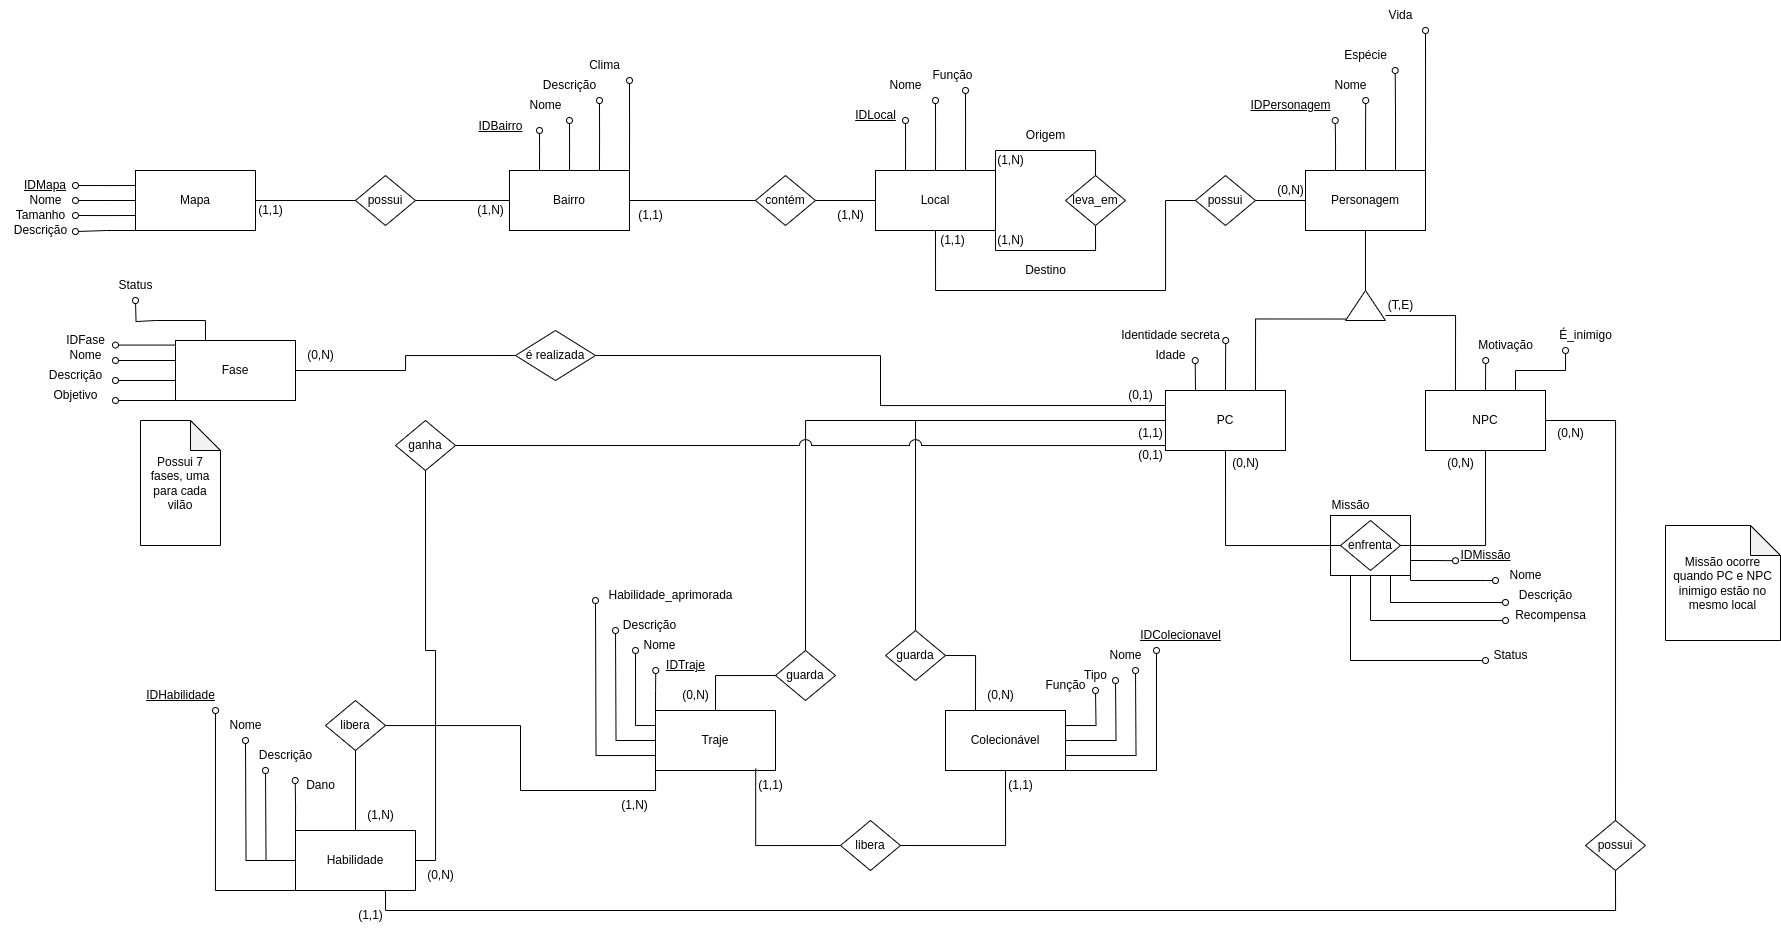 Vida
Espécie
Nome
IDPersonagem
Clima
Descrição
Nome
IDBairro
Função
Nome
IDLocal
Origem
(1,N)
IDMapa
Nome
Tamanho
Descrição
Mapa
(1,1)
possui
(1,N)
Bairro
(1,1)
contém
(1,N)
Local
leva_em
(1,N)
(1,1)
Destino
possui
(0,N)
Personagem
(T,E)
Status
IDFase
Nome
Descrição
Objetivo
Fase
(0,N)
é realizada
Identidade secreta
Idade
(0,1)
PC
(1,1)
(0,1)
(0,N)
Motivação
É_inimigo
NPC
(0,N)
(0,N)
ganha
Possui 7
fases, uma
para cada
vilão
Missão
enfrenta
IDMissão
Nome
Descrição
Recompensa
Status
Missão ocorre
quando PC e NPC
inimigo estão no
mesmo local
Habilidade_aprimorada
Descrição
Nome
IDTraje
(0,N)
guarda
guarda
(0,N)
IDColecionavel
Nome
Tipo
Função
Traje
Colecionável
(1,N)
(1,1)
(1,1)
libera
IDHabilidade
Nome
Descrição
Dano
libera
(1,N)
Habilidade
(0,N)
(1,1)
possui